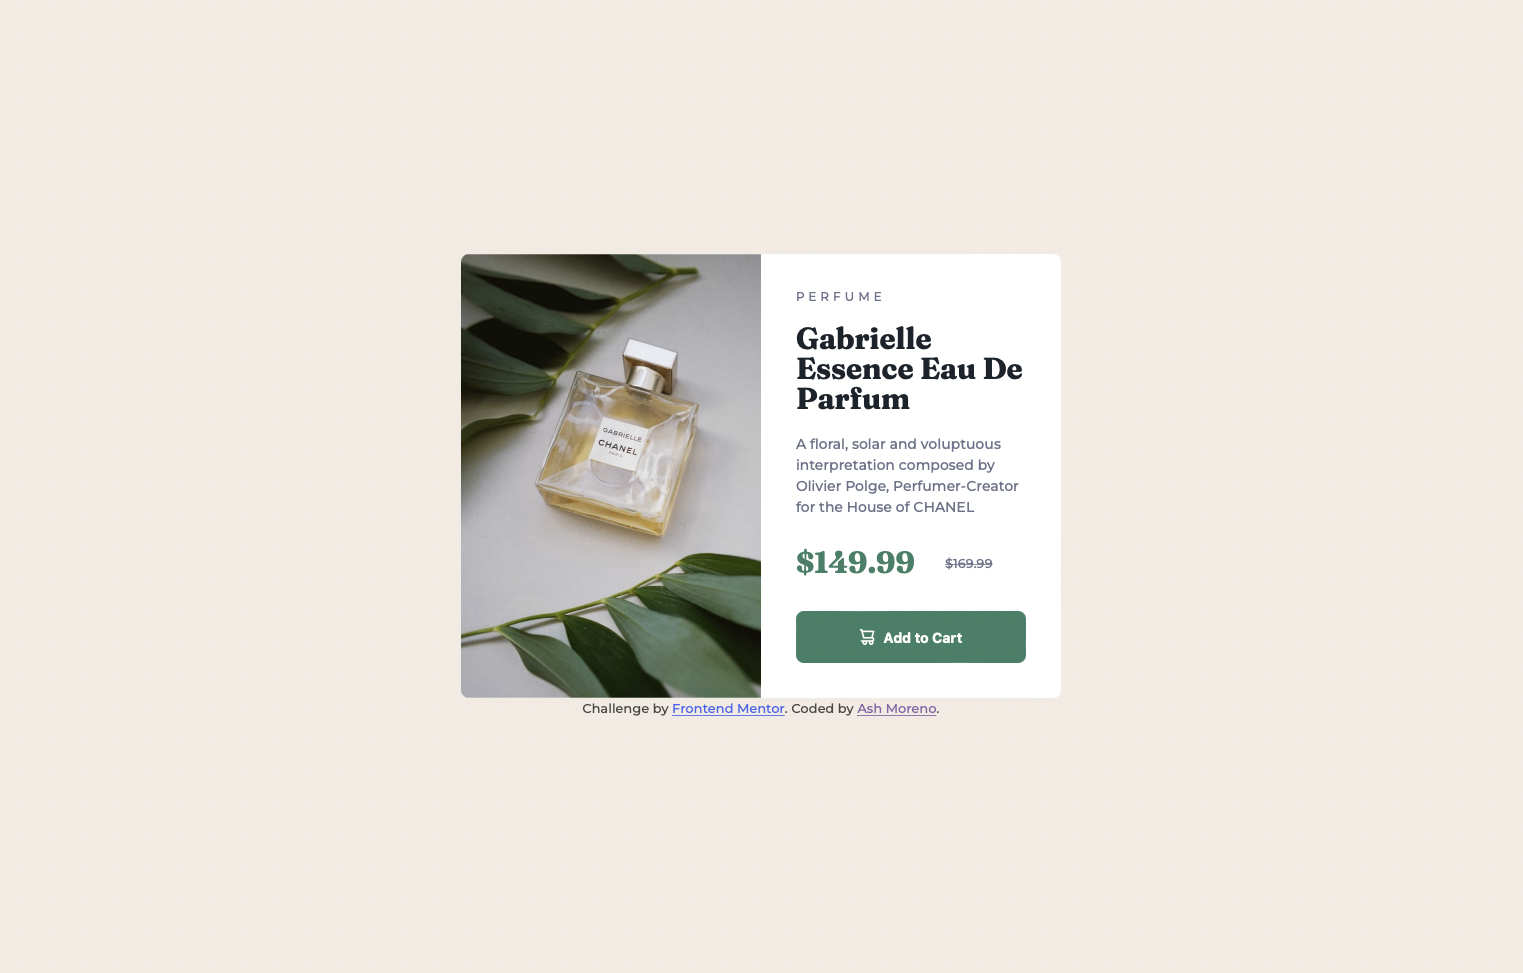 PERFUME
Gabrielle
Essence Eau De
Parfum
A floral, solar and voluptuous
interpretation composed by
Olivier Polge, Perfumer-Creator
for the House of CHANEL
$149.99 $169.99
Add to Cart
GABRIELLE
CHANEL
PARIS
Challenge by Frontend Mentor. Coded by Ash Moreno.